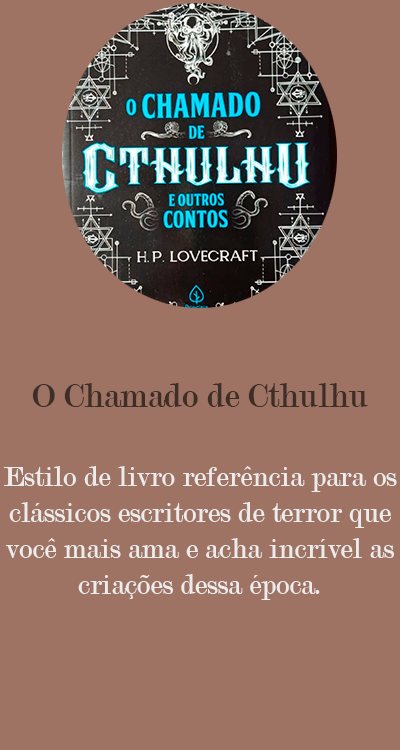 O CHAMADO
DE
CTHULHU
E OUTROS
CONTOS
H. P. LOVECRAFT
O Chamado de Cthulhu
Estilo de livro referência para os
clássicos escritores de terror que
você mais ama e acha incrível as
criações dessa época.